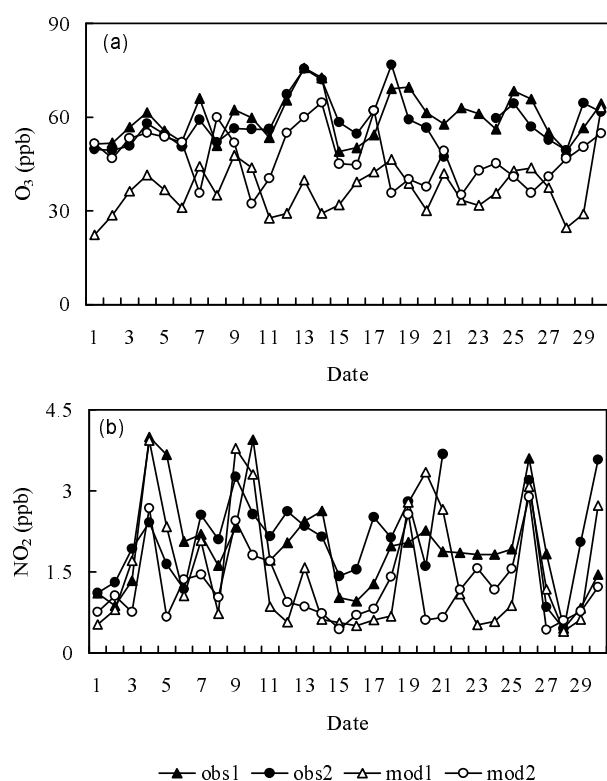 90
(a)
60
O3 (ppb)
30
0
1 3 5 7 9 11 13 15 17 19 21 23 25 27 29
Date
4.5
(b)
3
NO2 (ppb)
1.5
0
1 3 5 7 9 11 13 15 17 19 21 23 25 27 29
Date
obs1 obs2 mod1 mod2